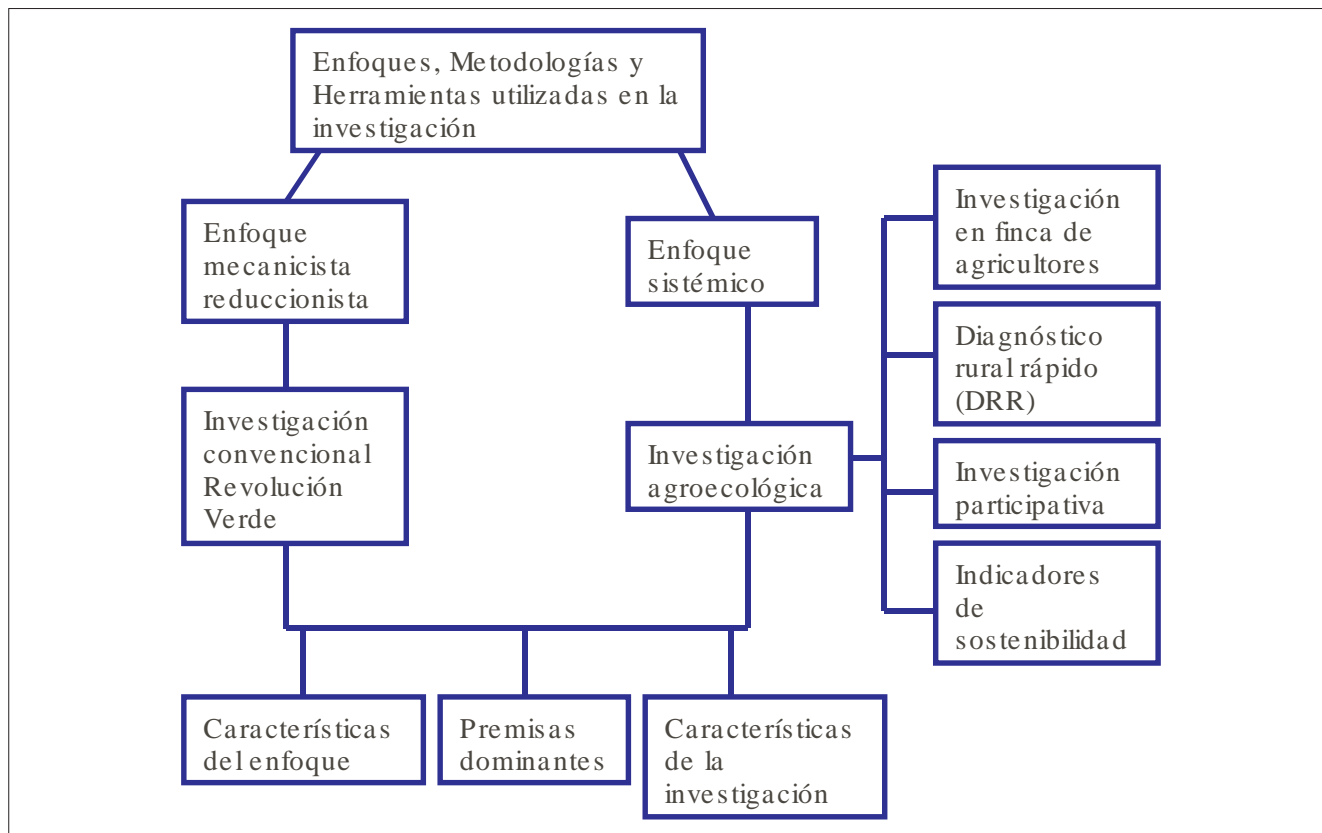 Enfoques, Metodologías y
Herramientas utilizadas en la
investigación
Enfoque
mecanicista
reduccionista
Enfoque
sistémico
Investigación
en finca de
agricultores
Diagnóstico
rural rápido
(DRR)
Investigación
convencional
Revolución
Verde
Investigación
agroecológica
Investigación
participativa
Indicadores
de
sostenibilidad
Característícas
del enfoque
Premisas
dominantes
Característícas
de la
investigación